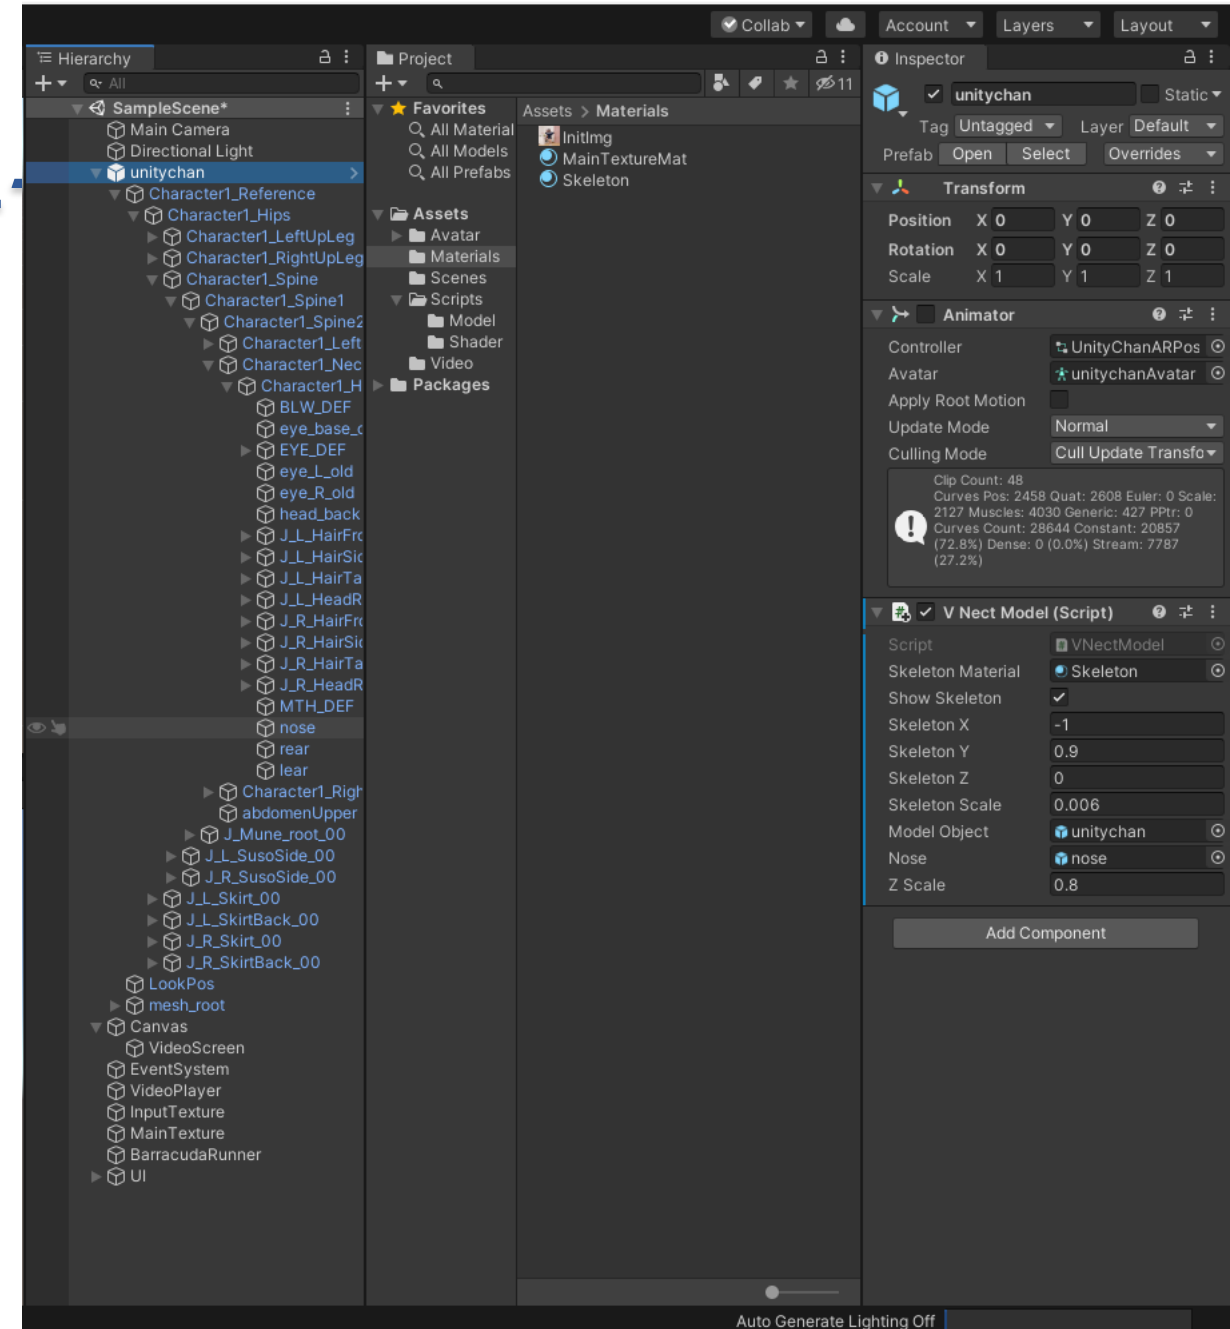 Collab
Account
Layers
Layout
Hierarchy
All
SampleScene*
Main Camera
Directional Light
unitychan
Character1_Reference
Character1_Hips
Character1_LeftUpLeg
Character1_RightUpLeg
Character1_Spine
Character1_Spine1
Character1_Spine2
Character1_Left
Character1_Nec
Character1_H
BLW_DEF
eye_base_c
EYE_DEF
eye_L_old
eye_R_old
head_back
J_L_HairFro
J_L_HairSid
J_L_HairTa
J_L_HeadR
J_R_HairFro
J_R_HairSid
J_R_HairTa
J_R_HeadR
MTH_DEF
nose
rear
lear
Character1_Righ
abdomenUpper
J_Mune_root_00
J_L_SusoSide_00
J_R_SusoSide_00
J_L_Skirt_00
J_L_SkirtBack_00
J_R_Skirt_00
J_R_SkirtBack_00
LookPos
mesh_root
Canvas
VideoScreen
EventSystem
VideoPlayer
InputTexture
MainTexture
BarracudaRunner
UI
Project
11
Favorites
All Material
All Models
All Prefabs
Assets
Avatar
Materials
Scenes
Scripts
Model
Shader
Video
Packages
Assets > Materials
InitImg
MainTextureMat
Skeleton
Inspector
unitychan Static
Tag Untagged Layer Default
Prefab Open Select Overrides
Transform
Position X 0 Y 0 Z 0
Rotation X 0 Y 0 Z 0
Scale X 1 Y 1 Z 1
Animator
Controller UnityChanARPos
Avatar unitychanAvatar
Apply Root Motion
Update Mode Normal
Culling Mode Cull Update Transfo
Clip Count: 48
Curves Pos: 2458 Quat: 2608 Euler: 0 Scale:
2127 Muscles: 4030 Generic: 427 PPtr: 0
Curves Count: 28644 Constant: 20857
(72.8%) Dense: 0 (0.0%) Stream: 7787
(27.2%)
V Nect Model (Script)
Script VNectModel
Skeleton Material Skeleton
Show Skeleton
Skeleton X -1
Skeleton Y 0.9
Skeleton Z 0
Skeleton Scale 0.006
Model Object unitychan
Nose nose
Z Scale 0.8
Add Component
Auto Generate Lighting Off